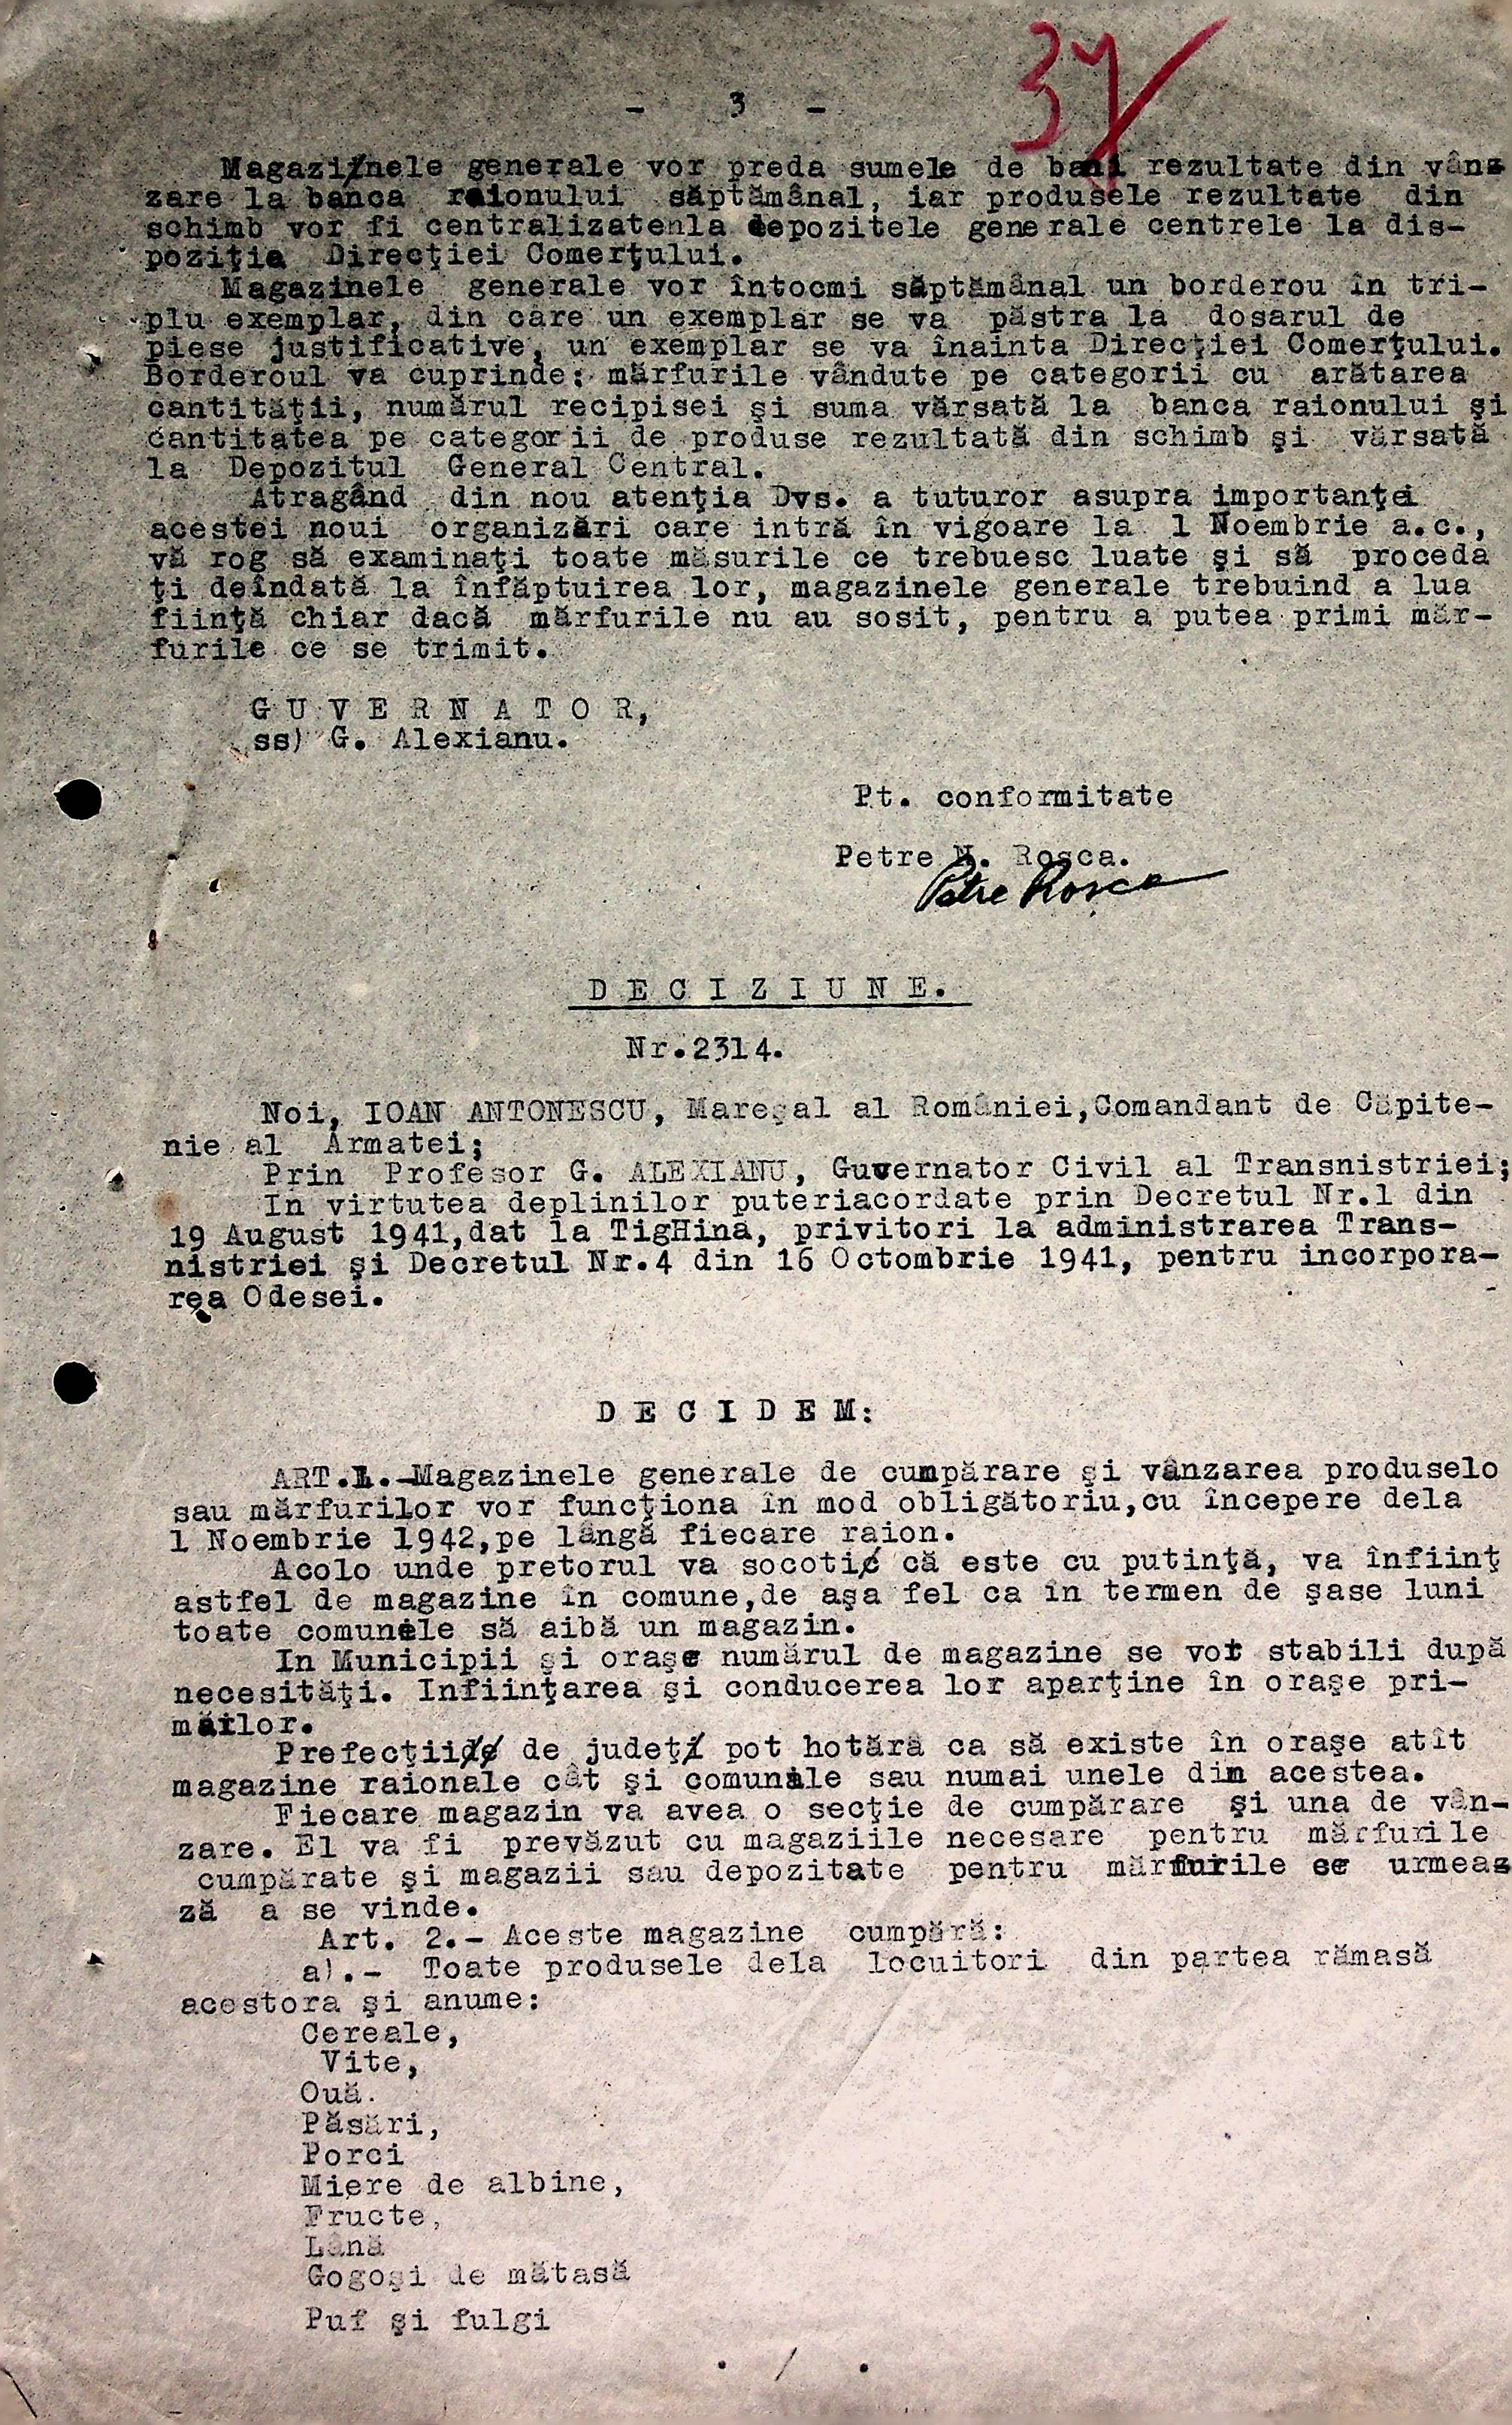 37
- 3 -
Magazinele generale vor preda sumele de bani rezultate din vân=
zare la banca raionului săptămânal, iar produsele rezultate din
schimb vor fi centralizatenla depozitele generale centrele la dis-
poziţia Direcţiei Comerţului.
Magazinele generale vor întocmi săptămânal un borderou în tri-
plu exemplar, din care un exemplar se va păstra la dosarul de
piese justificative, un exemplar se va înainta Direcţiei Comerţului.
Borderoul va cuprinde: mărfurile vândute pe categorii cu arătarea
cantităţii, numărul recipisei şi suma vărsată la banca raionului şi
cantitatea pe categorii de produse rezultată din schimb şi vărsată
la Depozitul General Central.
Atragând din nou atenţia Dvs. a tuturor asupra importanţei
acestei noui organizări care intră în vigoare la 1 Noembrie a.c.,
vă rog să examinaţi toate măsurile ce trebuesc luate şi să proceda
ţi deîndată la înfăptuirea lor, magazinele generale trebuind a lua
fiinţă chiar dacă mărfurile nu au sosit, pentru a putea primi măr-
furile ce se trimit.
G U V E R N A T O R,
ss) G. Alexianu.
Pt. conformitate
Petre N. Rosca.
Petre Rosca
D E C I Z I U N E.
Nr.2314.
Noi, IOAN ANTONESCU, Mareşal al României,Comandant de Căpite-
nie al Armatei;
Prin Profesor G. ALEXIANU, Guvernator Civil al Transnistriei;
In virtutea deplinilor puteriacordate prin Decretul Nr.1 din
19 August 1941,dat la TigHina, privitori la administrarea Trans-
nistriei şi Decretul Nr.4 din 16 Octombrie 1941, pentru incorpora-
rea Odesei.
D E C I D E M:
ART.1.-Magazinele generale de cumpărare şi vânzarea produselo
sau mărfurilor vor funcţiona în mod obligătoriu,cu începere dela
1 Noembrie 1942,pe lângă fiecare raion.
Acolo unde pretorul va socoti că este cu putinţă, va înfiinţ
astfel de magazine în comune,de aşa fel ca în termen de şase luni
toate comunele să aibă un magazin.
In Municipii şi oraşe numărul de magazine se vor stabili după
necesităţi. Infiinţarea şi conducerea lor aparţine în oraşe pri-
mărilor.
Prefecţii de judeţ pot hotără ca să existe în oraşe atît
magazine raionale cât şi comunale sau numai unele din acestea.
Fiecare magazin va avea o secţie de cumpărare şi una de vân-
zare. El va fi prevăzut cu magaziile necesare pentru mărfurile
cumpărate şi magazii sau depozitate pentru mărfurile ce urmeaz
ză a se vinde.
Art. 2.- Aceste magazine cumpără:
a).- Toate produsele dela locuitori din partea rămasă
acestora şi anume:
Cereale,
Vite,
Ouă.
Păsări,
Porci
Miere de albine,
Fructe,
Lână
Gogoşi de mătasă
Puf şi fulgi
. / .